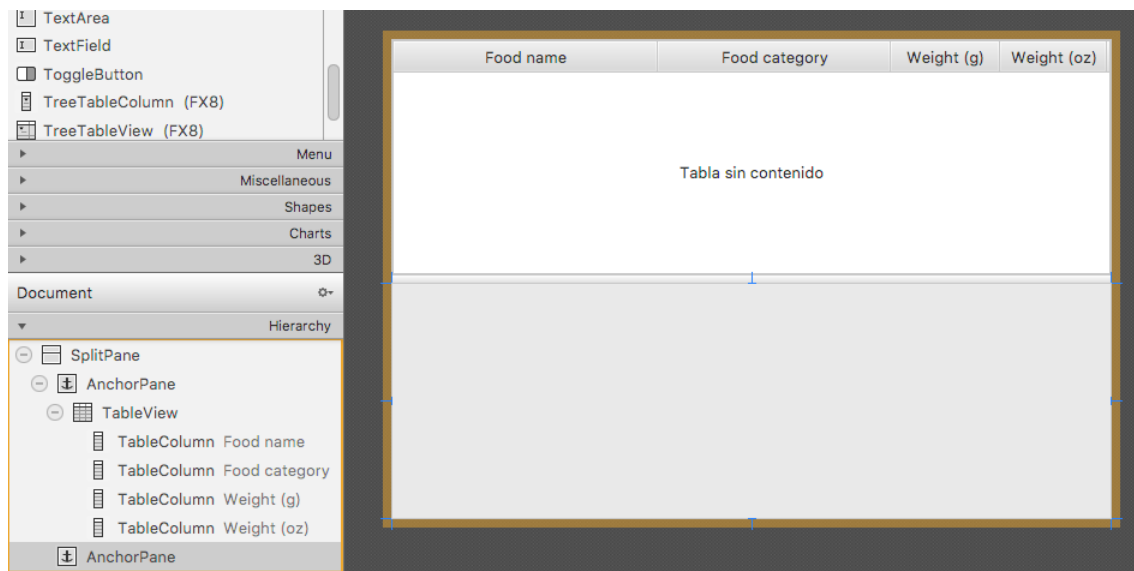 TextArea
TextField
ToggleButton
TreeTableColumn (FX8)
TreeTableView (FX8)
Menu
Miscellaneous
Shapes
Charts
3D
Document
Hierarchy
SplitPane
AnchorPane
TableView
TableColumn Food name
TableColumn Food category
TableColumn Weight (g)
TableColumn Weight (oz)
AnchorPane
Food name Food category Weight (g) Weight (oz)
Tabla sin contenido